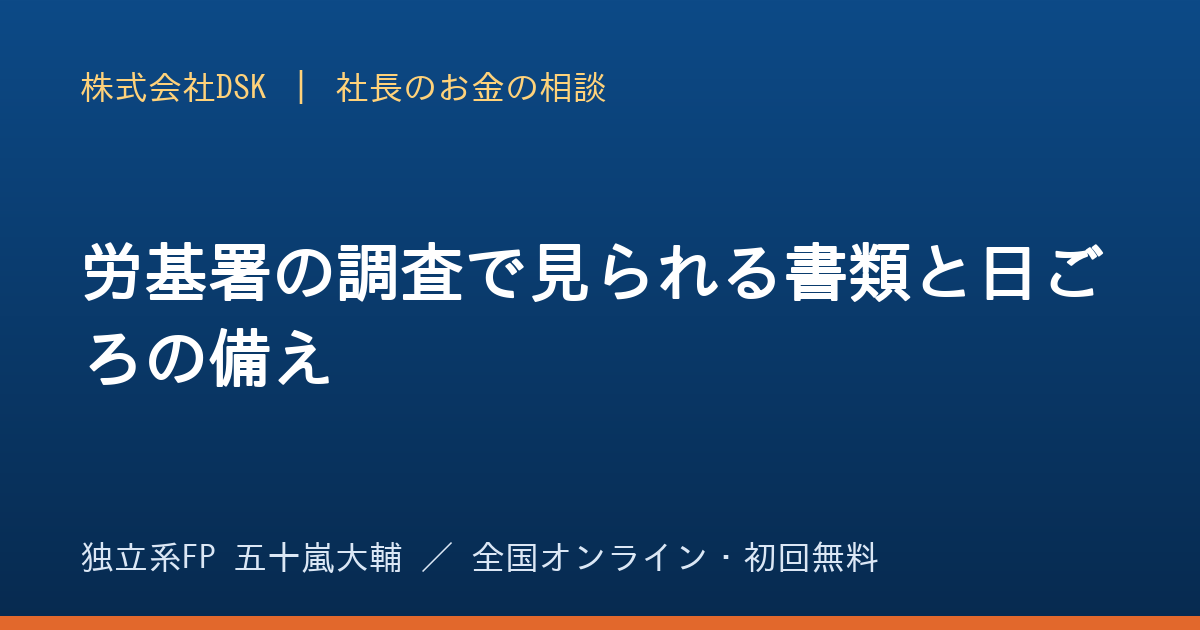 株式会社DSK ｜ 社長のお金の相談
労基署の調査で見られる書類と日ご
ろの備え
独立系FP 五十嵐大輔 ／ 全国オンライン・初回無料